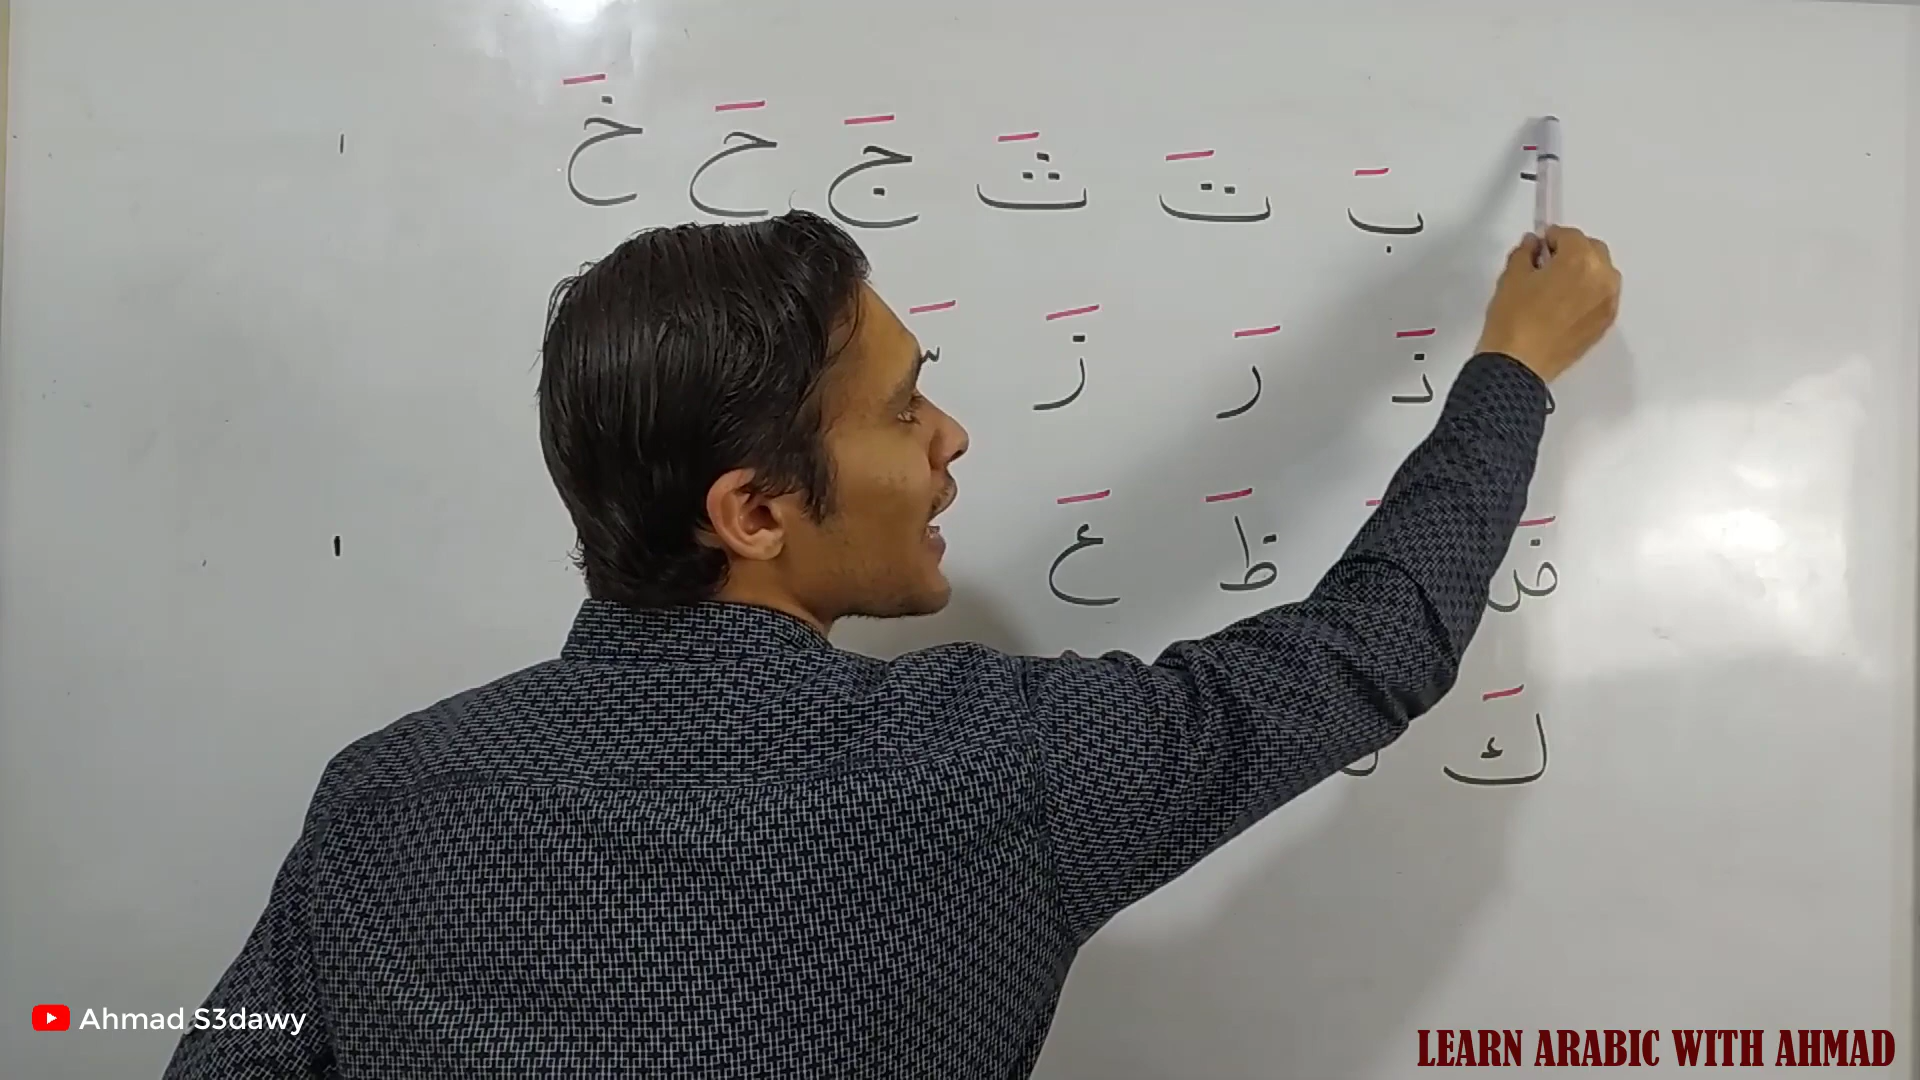 بَ تَ ثَ جَ حَ خَ
ذَ رَ زَ
ضَ ظَ عَ
كَ
Ahmad S3dawy
LEARN ARABIC WITH AHMAD